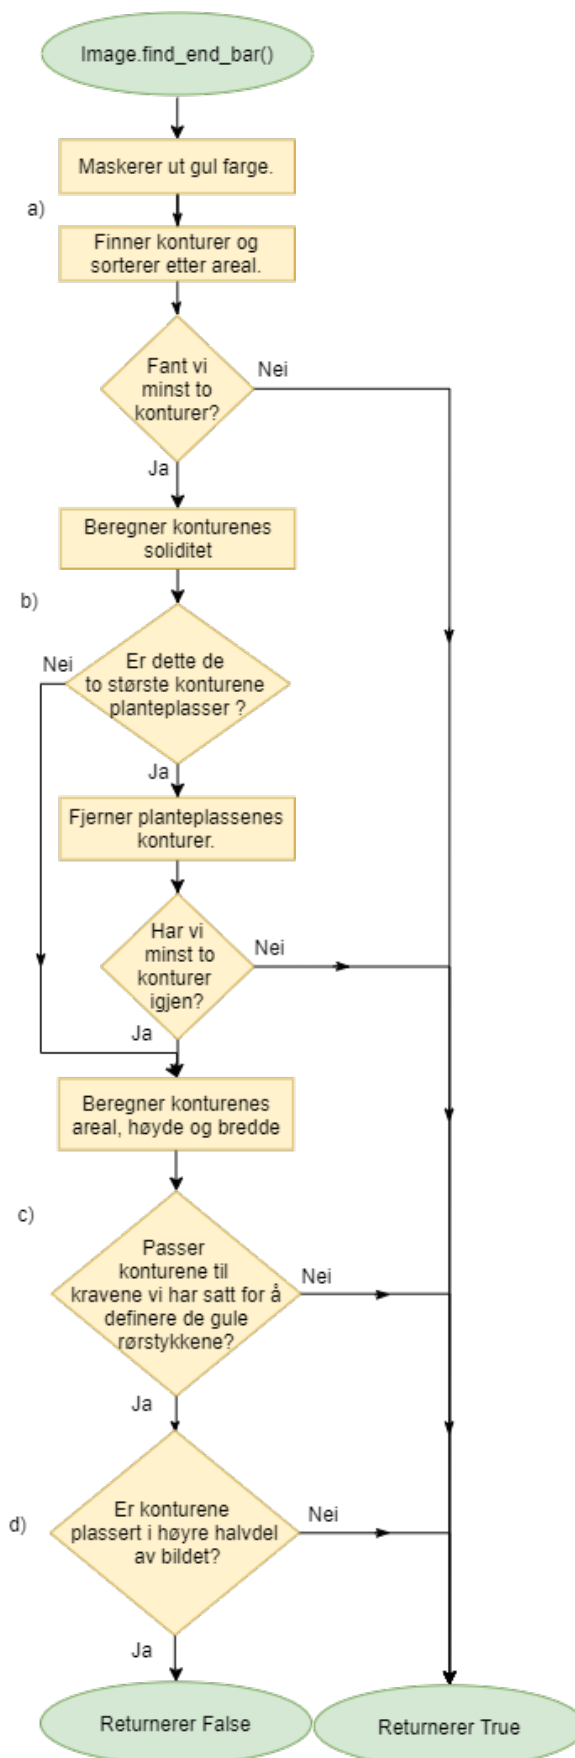 Image.find_end_bar()
Maskerer ut gul farge.
a)
Finner konturer og
sorterer etter areal.
Fant vi
minst to
konturer?
Nei
Ja
Beregner konturenes
soliditet
b)
Nei
Er dette de
to største konturene
planteplasser ?
Ja
Fjerner planteplassenes
konturer.
Har vi
minst to
konturer
igjen?
Nei
Ja
Beregner konturenes
areal, høyde og bredde
c)
Passer
konturene til
kravene vi har satt for å
definere de gule
rørstykkene?
Nei
Ja
d)
Er konturene
plassert i høyre halvdel
av bildet?
Nei
Ja
Returnerer False
Returnerer True